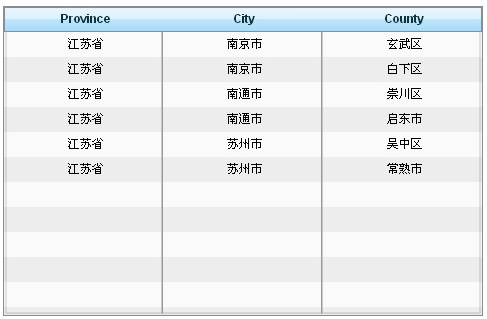 Province City County
江苏省 南京市 玄武区
江苏省 南京市 白下区
江苏省 南通市 崇川区
江苏省 南通市 启东市
江苏省 苏州市 吴中区
江苏省 苏州市 常熟市